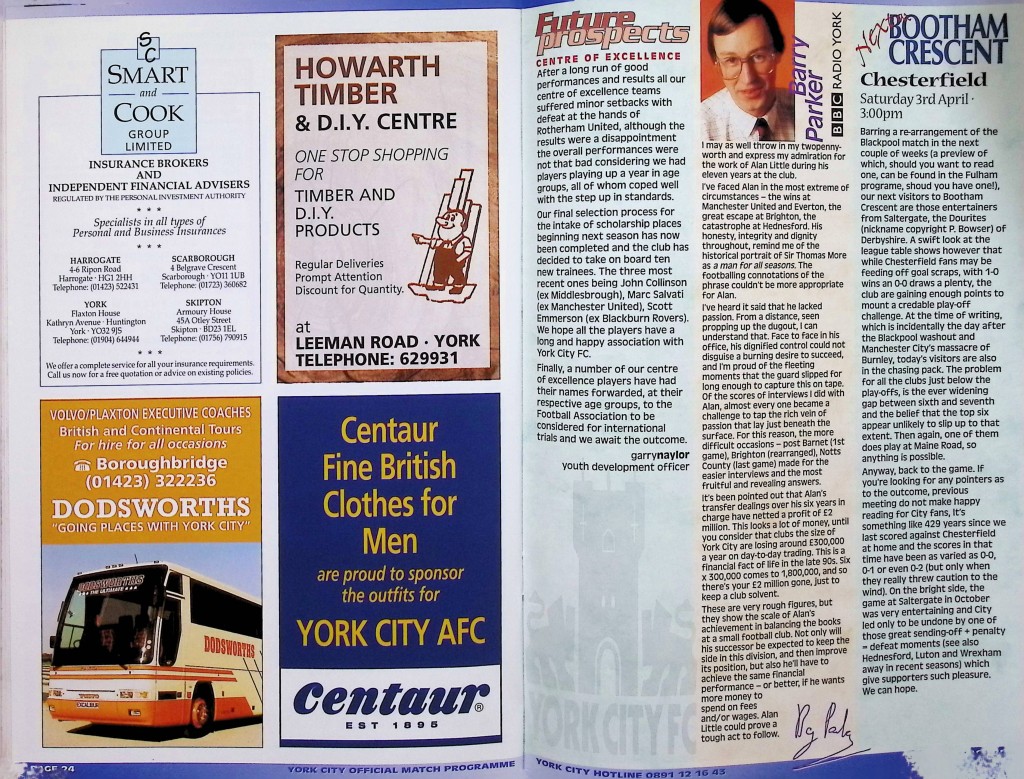 SC
SMART
and
COOK
GROUP
LIMITED
INSURANCE BROKERS
AND
INDEPENDENT FINANCIAL ADVISERS
REGULATED BY THE PERSONAL INVESTMENT AUTHORITY
* * *
Specialists in all types of
Personal and Business Insurances
* * *
HARROGATE
4-6 Ripon Road
Harrogate · HG1 2HH
Telephone: (01423) 522431
SCARBOROUGH
4 Belgrave Crescent
Scarborough · YO11 1UB
Telephone: (01723) 360682
YORK
Flaxton House
Kathryn Avenue · Huntington
York · YO32 9JS
Telephone: (01904) 644944
SKIPTON
Armoury House
45A Otley Street
Skipton · BD23 1EL
Telephone: (01756) 790915
* * *
We offer a complete service for all your insurance requirements.
Call us now for a free quotation or advice on existing policies.
HOWARTH
TIMBER
& D.I.Y. CENTRE
ONE STOP SHOPPING
FOR
TIMBER AND
D.I.Y.
PRODUCTS
Regular Deliveries
Prompt Attention
Discount for Quantity.
at
LEEMAN ROAD · YORK
TELEPHONE: 629931
VOLVO/PLAXTON EXECUTIVE COACHES
British and Continental Tours
For hire for all occasions
☎ Boroughbridge
(01423) 322236
DODSWORTHS
"GOING PLACES WITH YORK CITY"
DODSWORTHS
THE ULTIMATE
DODSWORTHS
EXCALIBUR
Centaur
Fine British
Clothes for
Men
are proud to sponsor
the outfits for
YORK CITY AFC
Centaur®
EST 1895
PAGE 24
YORK CITY OFFICIAL MATCH PROGRAMME
Future
prospects
CENTRE OF EXCELLENCE
After a long run of good
performances and results all our
centre of excellence teams
suffered minor setbacks with
defeat at the hands of
Rotherham United, although the
results were a disappointment
the overall performances were
not that bad considering we had
players playing up a year in age
groups, all of whom coped well
with the step up in standards.
Our final selection process for
the intake of scholarship places
beginning next season has now
been completed and the club has
decided to take on board ten
new trainees. The three most
recent ones being John Collinson
(ex Middlesbrough), Marc Salvati
(ex Manchester United), Scott
Emmerson (ex Blackburn Rovers).
We hope all the players have a
long and happy association with
York City FC.
Finally, a number of our centre
of excellence players have had
their names forwarded, at their
respective age groups, to the
Football Association to be
considered for international
trials and we await the outcome.
garrynaylor
youth development officer
YORK CITY FC
Barry
Parker
BBC RADIO YORK
I may as well throw in my twopenny-
worth and express my admiration for
the work of Alan Little during his
eleven years at the club.
I've faced Alan in the most extreme of
circumstances – the wins at
Manchester United and Everton, the
great escape at Brighton, the
catastrophe at Hednesford. His
honesty, integrity and dignity
throughout, remind me of the
historical portrait of Sir Thomas More
as a man for all seasons. The
footballing connotations of the
phrase couldn't be more appropriate
for Alan.
I've heard it said that he lacked
passion. From a distance, seen
propping up the dugout, I can
understand that. Face to face in his
office, his dignified control could not
disguise a burning desire to succeed,
and I'm proud of the fleeting
moments that the guard slipped for
long enough to capture this on tape.
Of the scores of interviews I did with
Alan, almost every one became a
challenge to tap the rich vein of
passion that lay just beneath the
surface. For this reason, the more
difficult occasions – post Barnet (1st
game), Brighton (rearranged), Notts
County (last game) made for the
easier interviews and the most
fruitful and revealing answers.
It's been pointed out that Alan's
transfer dealings over his six years in
charge have netted a profit of £2
million. This looks a lot of money, until
you consider that clubs the size of
York City are losing around £300,000
a year on day-to-day trading. This is a
financial fact of life in the late 90s. Six
x 300,000 comes to 1,800,000, and so
there's your £2 million gone, just to
keep a club solvent.
These are very rough figures, but
they show the scale of Alan's
achievement in balancing the books
at a small football club. Not only will
his successor be expected to keep the
side in this division, and then improve
its position, but also he'll have to
achieve the same financial
performance – or better, if he wants
more money to
spend on fees
and/or wages. Alan
Little could prove a
tough act to follow.
Next BOOTHAM
CRESCENT
Chesterfield
Saturday 3rd April ·
3:00pm
Barring a re-arrangement of the
Blackpool match in the next
couple of weeks (a preview of
which, should you want to read
one, can be found in the Fulham
programe, shoud you have one!),
our next visitors to Bootham
Crescent are those entertainers
from Saltergate, the Dourites
(nickname copyright P. Bowser) of
Derbyshire. A swift look at the
league table shows however that
while Chesterfield fans may be
feeding off goal scraps, with 1-0
wins an 0-0 draws a plenty, the
club are gaining enough points to
mount a credable play-off
challenge. At the time of writing,
which is incidentally the day after
the Blackpool washout and
Manchester City's massacre of
Burnley, today's visitors are also
in the chasing pack. The problem
for all the clubs just below the
play-offs, is the ever widening
gap between sixth and seventh
and the belief that the top six
appear unlikely to slip up to that
extent. Then again, one of them
does play at Maine Road, so
anything is possible.
Anyway, back to the game. If
you're looking for any pointers as
to the outcome, previous
meeting do not make happy
reading for City fans, It's
something like 429 years since we
last scored against Chesterfield
at home and the scores in that
time have been as varied as 0-0,
0-1 or even 0-2 (but only when
they really threw caution to the
wind). On the bright side, the
game at Saltergate in October
was very entertaining and City
led only to be undone by one of
those great sending-off + penalty
= defeat moments (see also
Hednesford, Luton and Wrexham
away in recent seasons) which
give supporters such pleasure.
We can hope.
YORK CITY HOTLINE 0891 12 16 43